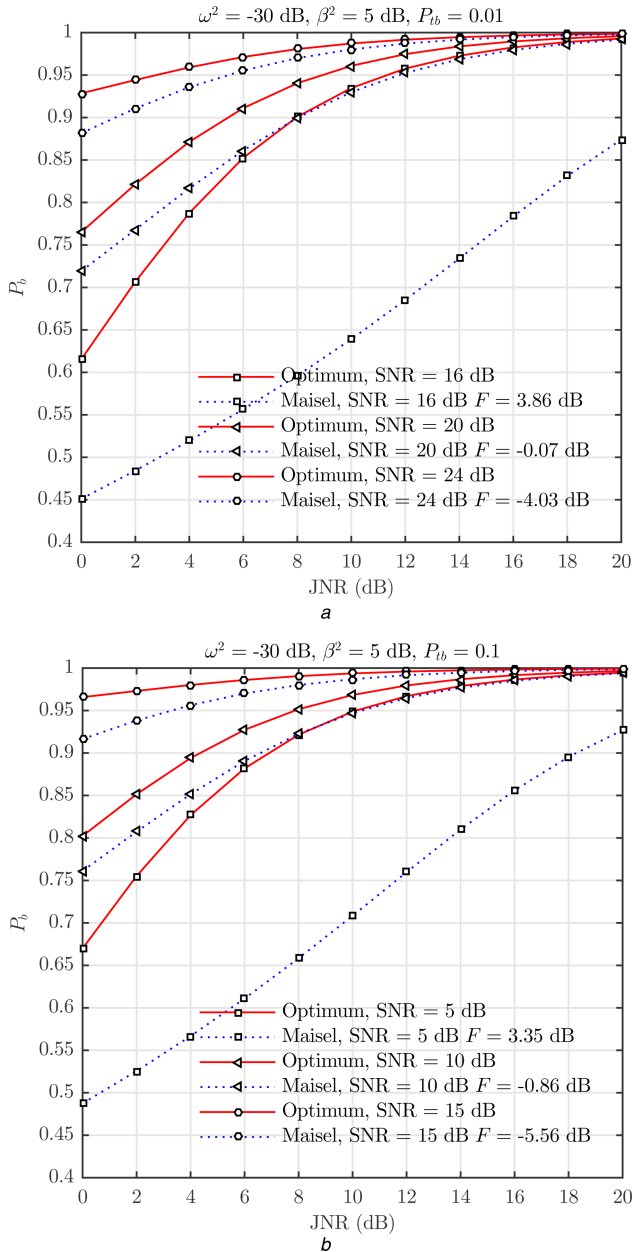 ω² = -30 dB, β² = 5 dB, P_tb = 0.01
1
0.95
0.9
0.85
0.8
0.75
0.7
0.65
0.6
0.55
0.5
0.45
0.4
P_b
Optimum, SNR = 16 dB
Maisel, SNR = 16 dB F = 3.86 dB
Optimum, SNR = 20 dB
Maisel, SNR = 20 dB F = -0.07 dB
Optimum, SNR = 24 dB
Maisel, SNR = 24 dB F = -4.03 dB
0 2 4 6 8 10 12 14 16 18 20
JNR (dB)
a
ω² = -30 dB, β² = 5 dB, P_tb = 0.1
1
0.95
0.9
0.85
0.8
0.75
0.7
0.65
0.6
0.55
0.5
0.45
0.4
P_b
Optimum, SNR = 5 dB
Maisel, SNR = 5 dB F = 3.35 dB
Optimum, SNR = 10 dB
Maisel, SNR = 10 dB F = -0.86 dB
Optimum, SNR = 15 dB
Maisel, SNR = 15 dB F = -5.56 dB
0 2 4 6 8 10 12 14 16 18 20
JNR (dB)
b